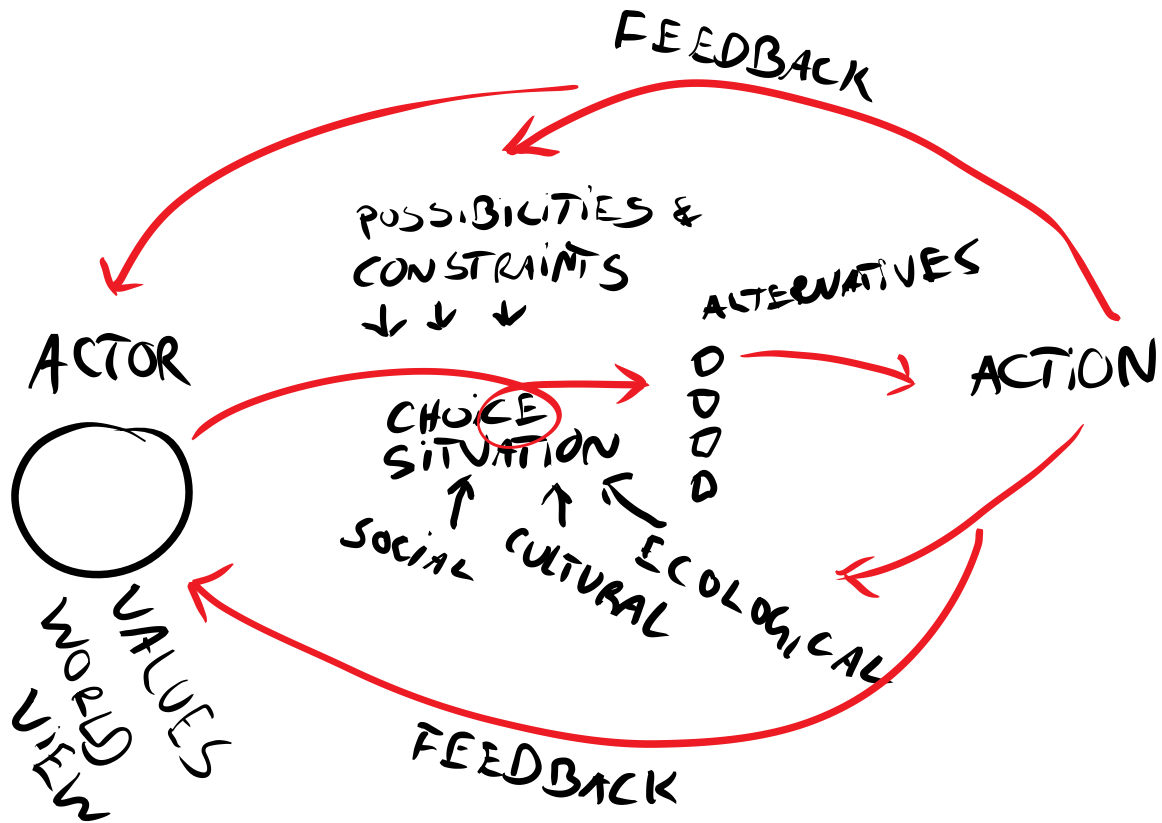 FEEDBACK
POSSIBILITIES &
CONSTRAINTS
ALTERNATIVES
ACTOR
ACTION
CHOICE
SITUATION
SOCIAL
CULTURAL
ECOLOGICAL
VALUES
WORLD
VIEW
FEEDBACK